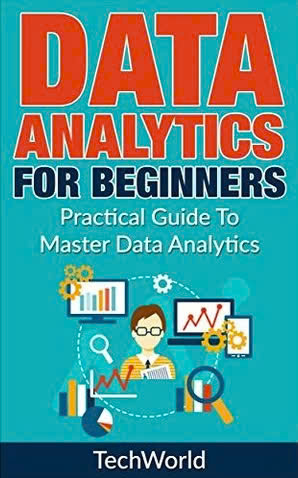 DATA
ANALYTICS
FOR BEGINNERS
Practical Guide To
Master Data Analytics
TechWorld